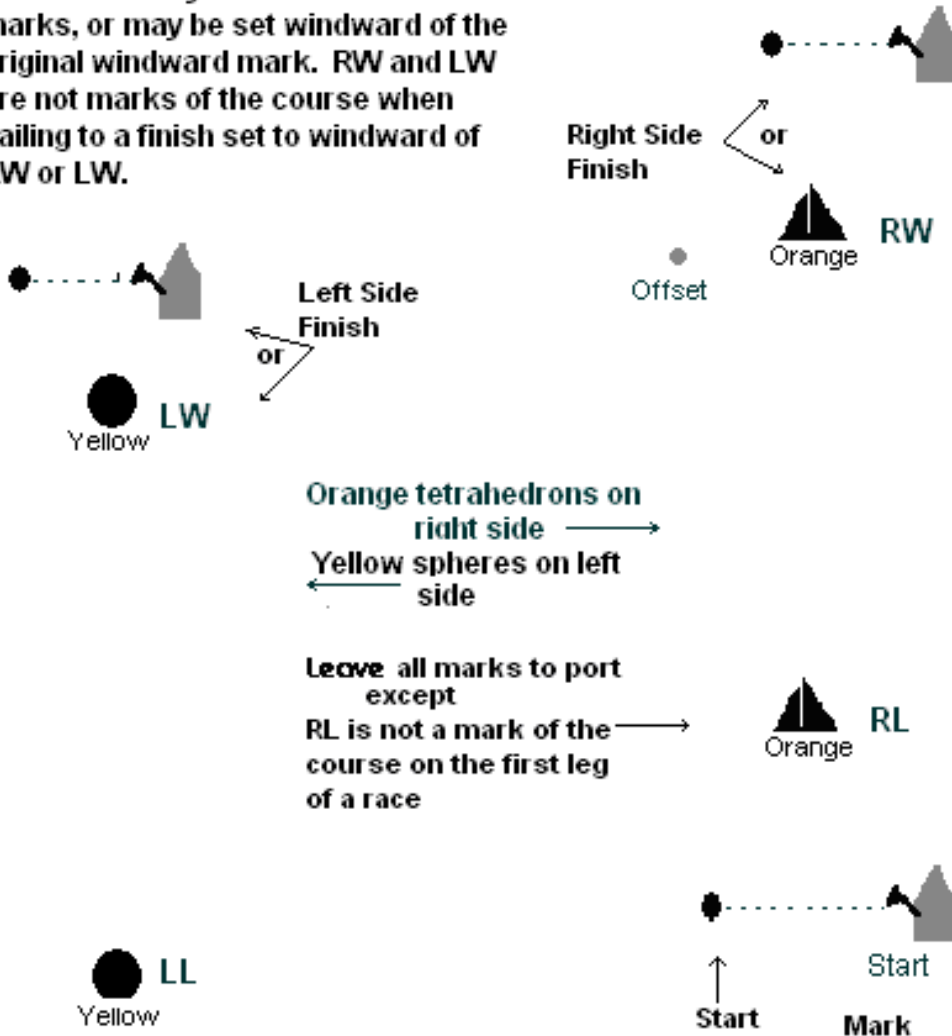 marks, or may be set windward of the
riginal windward mark. RW and LW
re not marks of the course when
ailing to a finish set to windward of
W or LW.
Right Side
or
Finish
RW
Orange
Offset
Left Side
Finish
or
LW
Yellow
Orange tetrahedrons on
right side
Yellow spheres on left
side
Leave all marks to port
except
RL is not a mark of the
course on the first leg
of a race
RL
Orange
LL
Yellow
Start
Start
Mark